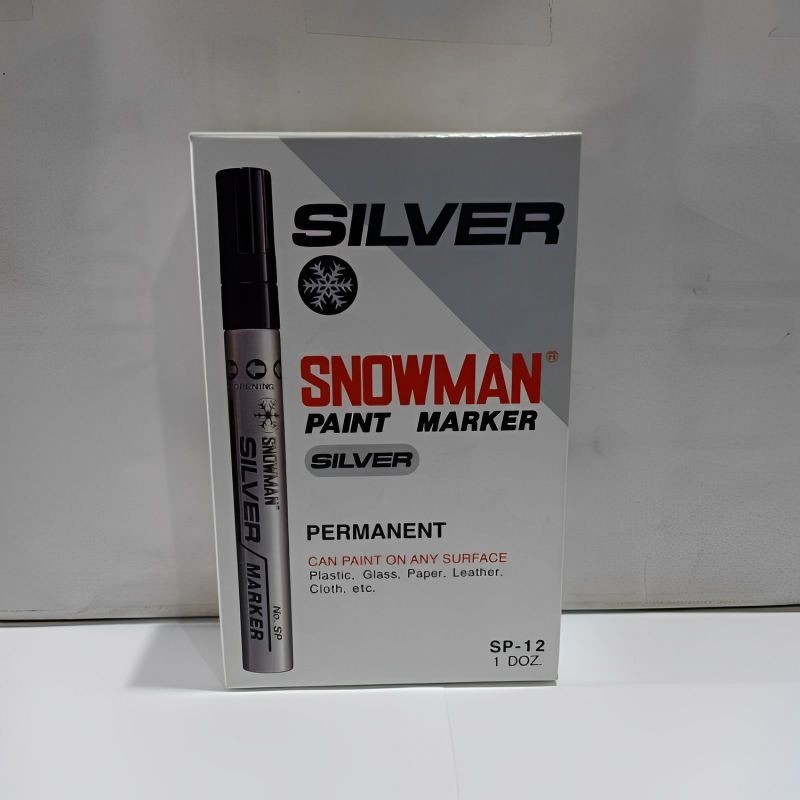 SILVER
SNOWMAN®
PAINT MARKER
SILVER
PERMANENT
CAN PAINT ON ANY SURFACE
Plastic, Glass, Paper, Leather,
Cloth, etc.
SP-12
1 DOZ.
OPENING
SNOWMAN
SILVER MARKER
No. SP